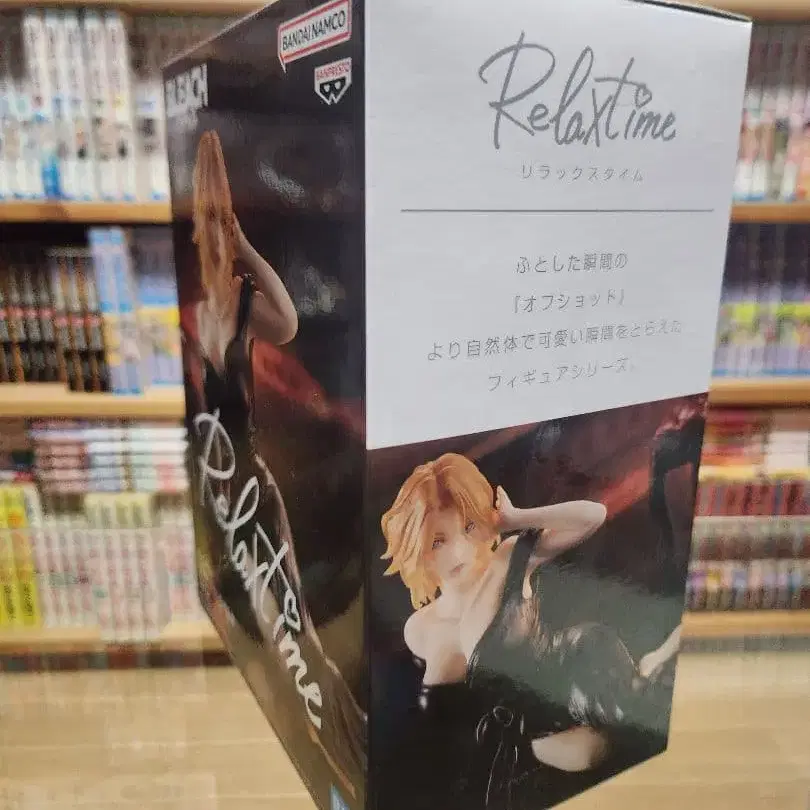 BANDAI NAMCO
BANPRESTO
BLEACH
Relaxtime
Relaxtime
リラックスタイム
ふとした瞬間の
『オフショット』
より自然体で可愛い瞬間をとらえた
フィギュアシリーズ。